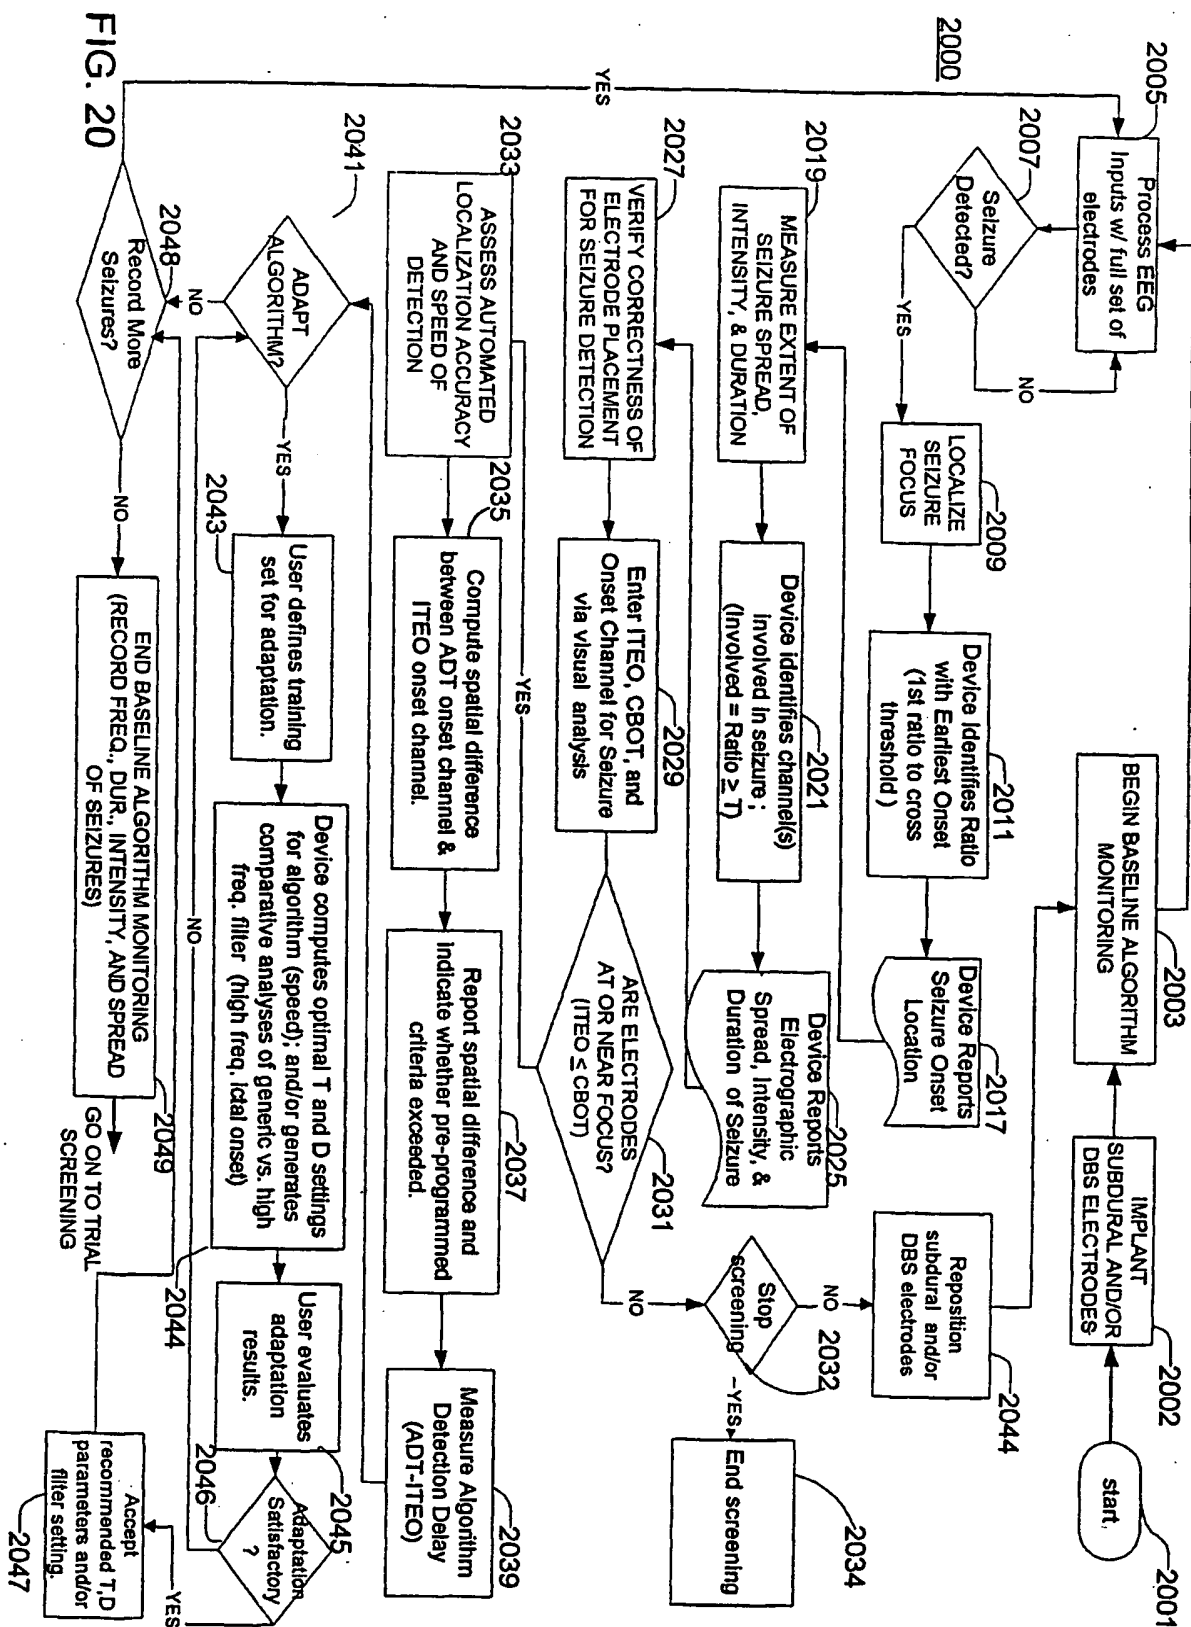 2000
start
2001
IMPLANT
SUBDURAL AND/OR
DBS ELECTRODES
2002
BEGIN BASELINE ALGORITHM
MONITORING
2003
2005
Process EEG
Inputs w/ full set of
electrodes
2007
Seizure
Detected?
NO
YES
LOCALIZE
SEIZURE
FOCUS
2009
Device Identifies Ratio
with Earliest Onset
(1st ratio to cross
threshold )
2011
Device Reports
Seizure Onset
Location
2017
2019
MEASURE EXTENT OF
SEIZURE SPREAD,
INTENSITY, & DURATION
Device identifies channel(s)
involved in seizure ;
(Involved = Ratio ≥ T)
2021
Device Reports
Electrographic
Spread, Intensity, &
Duration of Seizure
2025
2027
VERIFY CORRECTNESS OF
ELECTRODE PLACEMENT
FOR SEIZURE DETECTION
Enter ITEO, CBOT, and
Onset Channel for Seizure
via visual analysis
2029
ARE ELECTRODES
AT OR NEAR FOCUS?
(ITEO ≤ CBOT)
2031
YES
NO
Stop
screening
2032
NO
Reposition
subdural and/or
DBS electrodes
2044
YES
End screening
2034
2033
ASSESS AUTOMATED
LOCALIZATION ACCURACY
AND SPEED OF
DETECTION
2035
Compute spatial difference
between ADT onset channel &
ITEO onset channel.
Report spatial difference and
indicate whether pre-programmed
criteria exceeded.
2037
Measure Algorithm
Detection Delay
(ADT-ITEO)
2039
2041
ADAPT
ALGORITHM?
YES
NO
User defines training
set for adaptation.
2043
Device computes optimal T and D settings
for algorithm (speed); and/or generates
comparative analyses of generic vs. high
freq. filter (high freq. ictal onset)
2044
User evaluates
adaptation
results.
2045
Adaptation
Satisfactory
?
2046
NO
YES
Accept
recommended T,D
parameters and/or
filter setting.
2047
2048
Record More
Seizures?
YES
NO
END BASELINE ALGORITHM MONITORING
(RECORD FREQ., DUR., INTENSITY, AND SPREAD
OF SEIZURES)
2049
GO ON TO TRIAL
SCREENING
FIG. 20